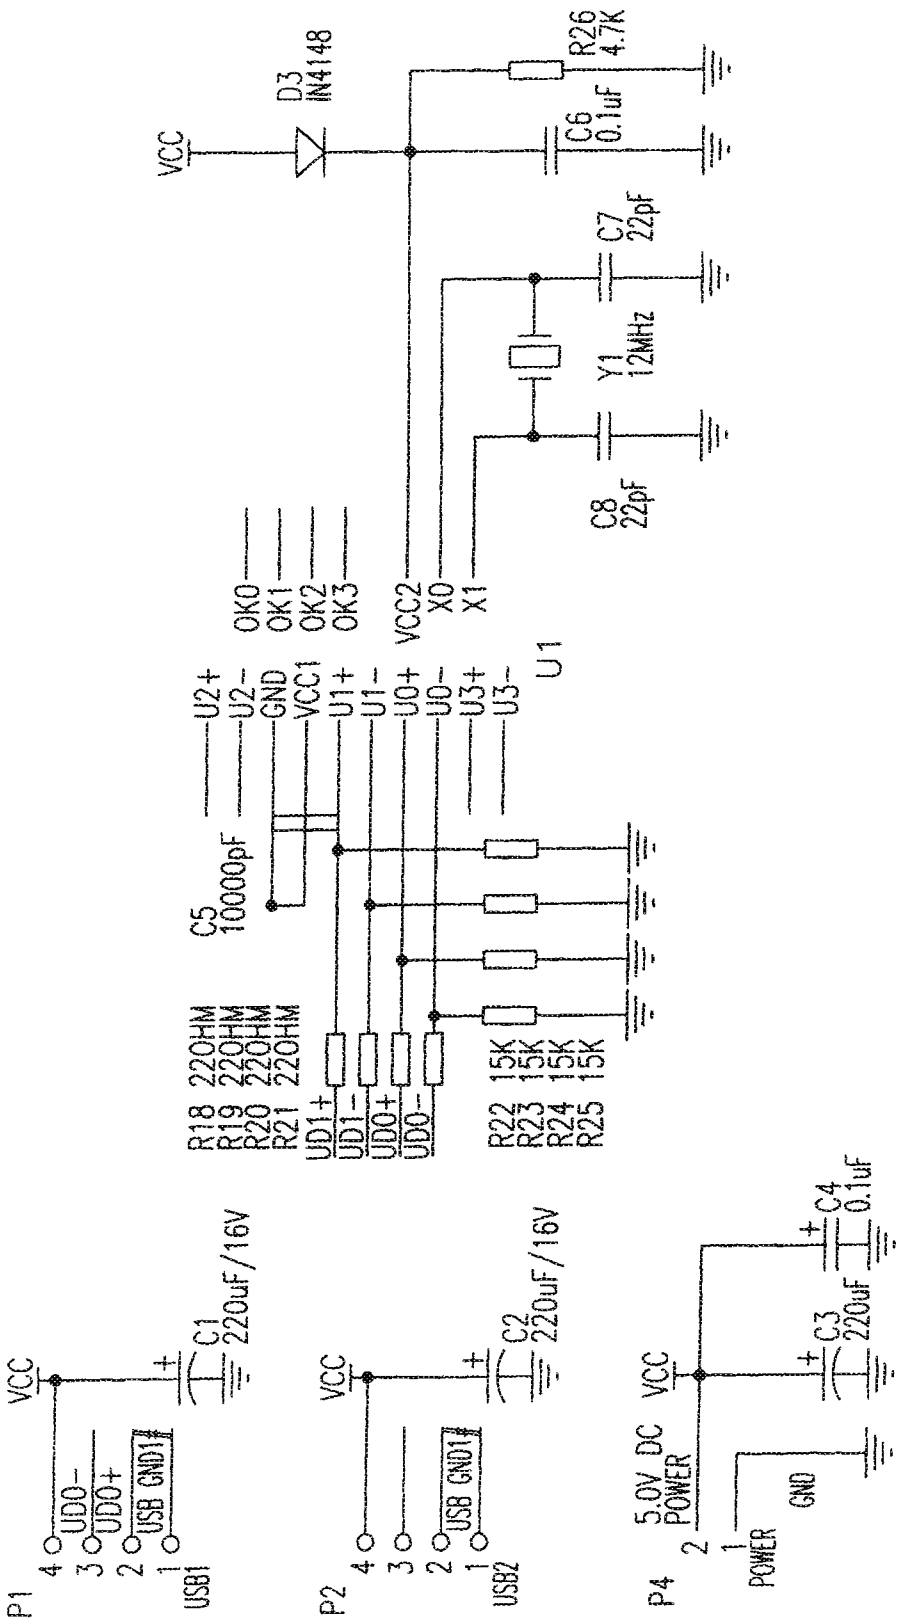 P1
4
3
2
1
USB1
UD0-
UD0+
USB GND1#
VCC
+
C1
220uF/16V
P2
4
3
2
1
USB2
USB GND1#
VCC
+
C2
220uF/16V
P4
2
1
POWER
5.0V DC
POWER
GND
VCC
+
C3
220uF
+
C4
0.1uF
R18 22OHM
R19 22OHM
R20 22OHM
R21 22OHM
UD1+
UD1-
UD0+
UD0-
R22 15K
R23 15K
R24 15K
R25 15K
C5
10000pF
U2+
U2-
GND
VCC1
U1+
U1-
U0+
U0-
U3+
U3-
U1
OK0
OK1
OK2
OK3
VCC2
X0
X1
C8
22pF
Y1
12MHz
C7
22pF
VCC
D3
IN4148
C6
0.1uF
R26
4.7K